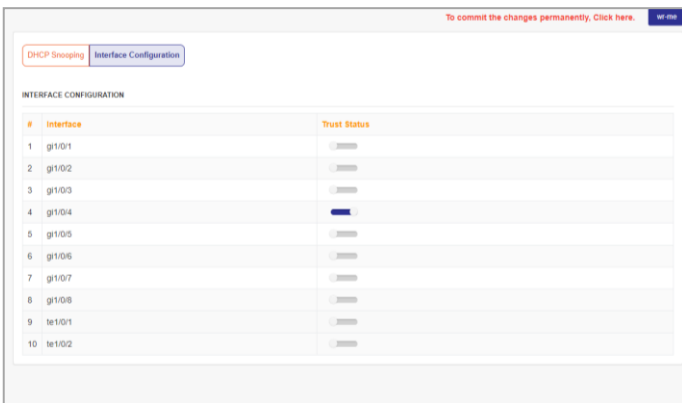 To commit the changes permanently, Click here. wr-me
DHCP Snooping Interface Configuration
INTERFACE CONFIGURATION
# Interface Trust Status
1 gi1/0/1
2 gi1/0/2
3 gi1/0/3
4 gi1/0/4
5 gi1/0/5
6 gi1/0/6
7 gi1/0/7
8 gi1/0/8
9 te1/0/1
10 te1/0/2